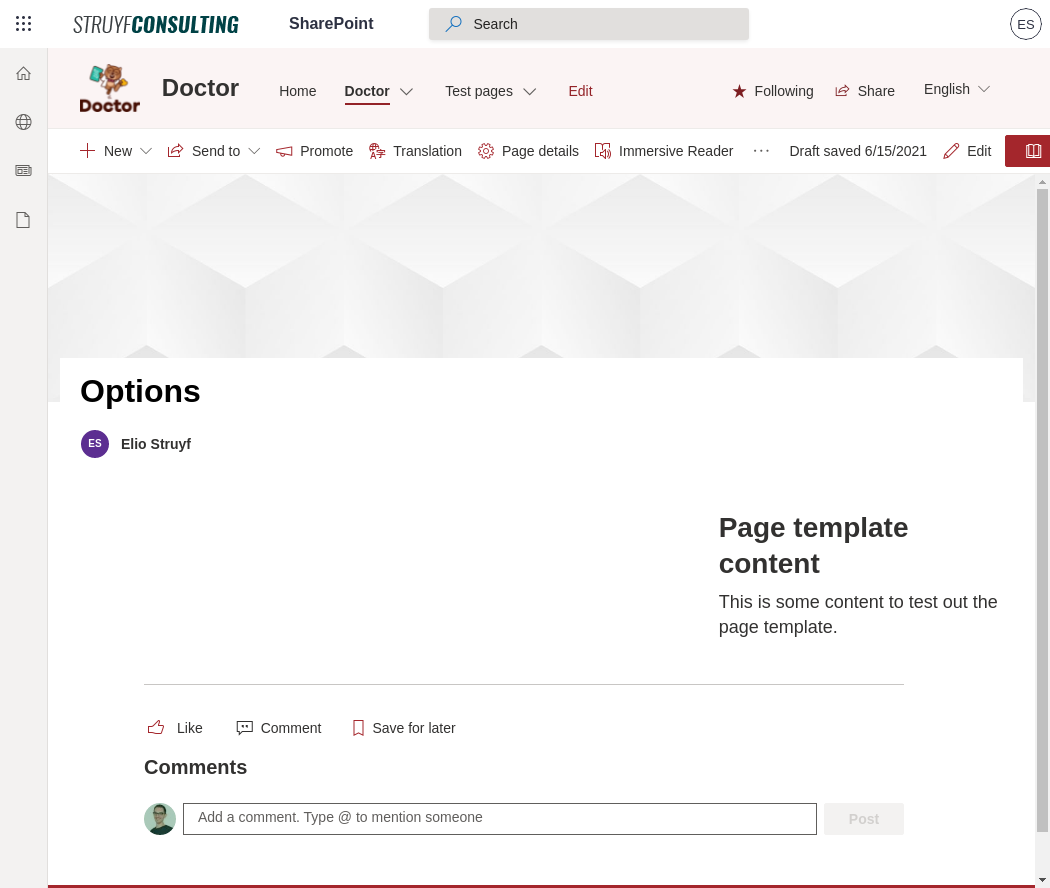 STRUYFCONSULTING SharePoint Search ES
Doctor Doctor Home Doctor Test pages Edit Following Share English
New Send to Promote Translation Page details Immersive Reader ··· Draft saved 6/15/2021 Edit
Options
ES Elio Struyf
Page template
content
This is some content to test out the
page template.
Like Comment Save for later
Comments
Add a comment. Type @ to mention someone Post